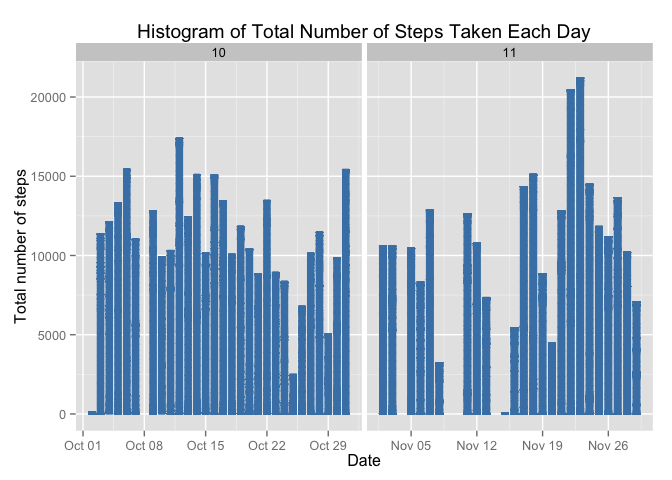 Histogram of Total Number of Steps Taken Each Day
10 11
Total number of steps
20000
15000
10000
5000
0
Oct 01 Oct 08 Oct 15 Oct 22 Oct 29 Nov 05 Nov 12 Nov 19 Nov 26
Date